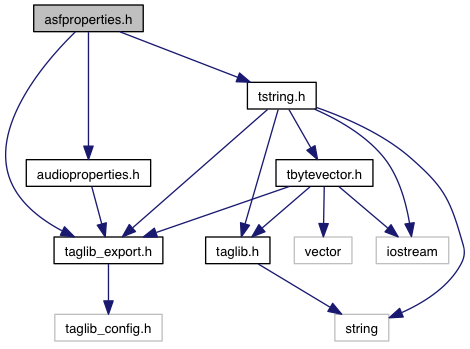 asfproperties.h
tstring.h
audioproperties.h
tbytevector.h
taglib_export.h
taglib.h
vector
iostream
taglib_config.h
string